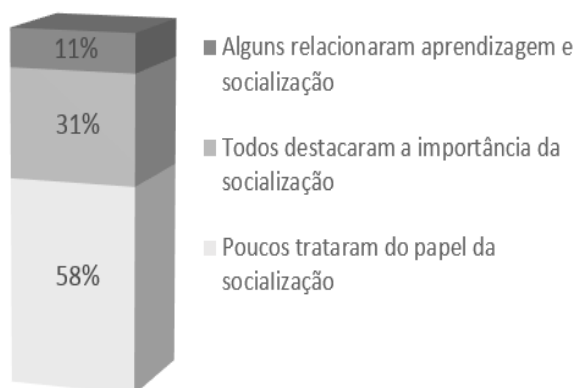 11%
31%
58%
Alguns relacionaram aprendizagem e
socialização
Todos destacaram a importância da
socialização
Poucos trataram do papel da
socialização